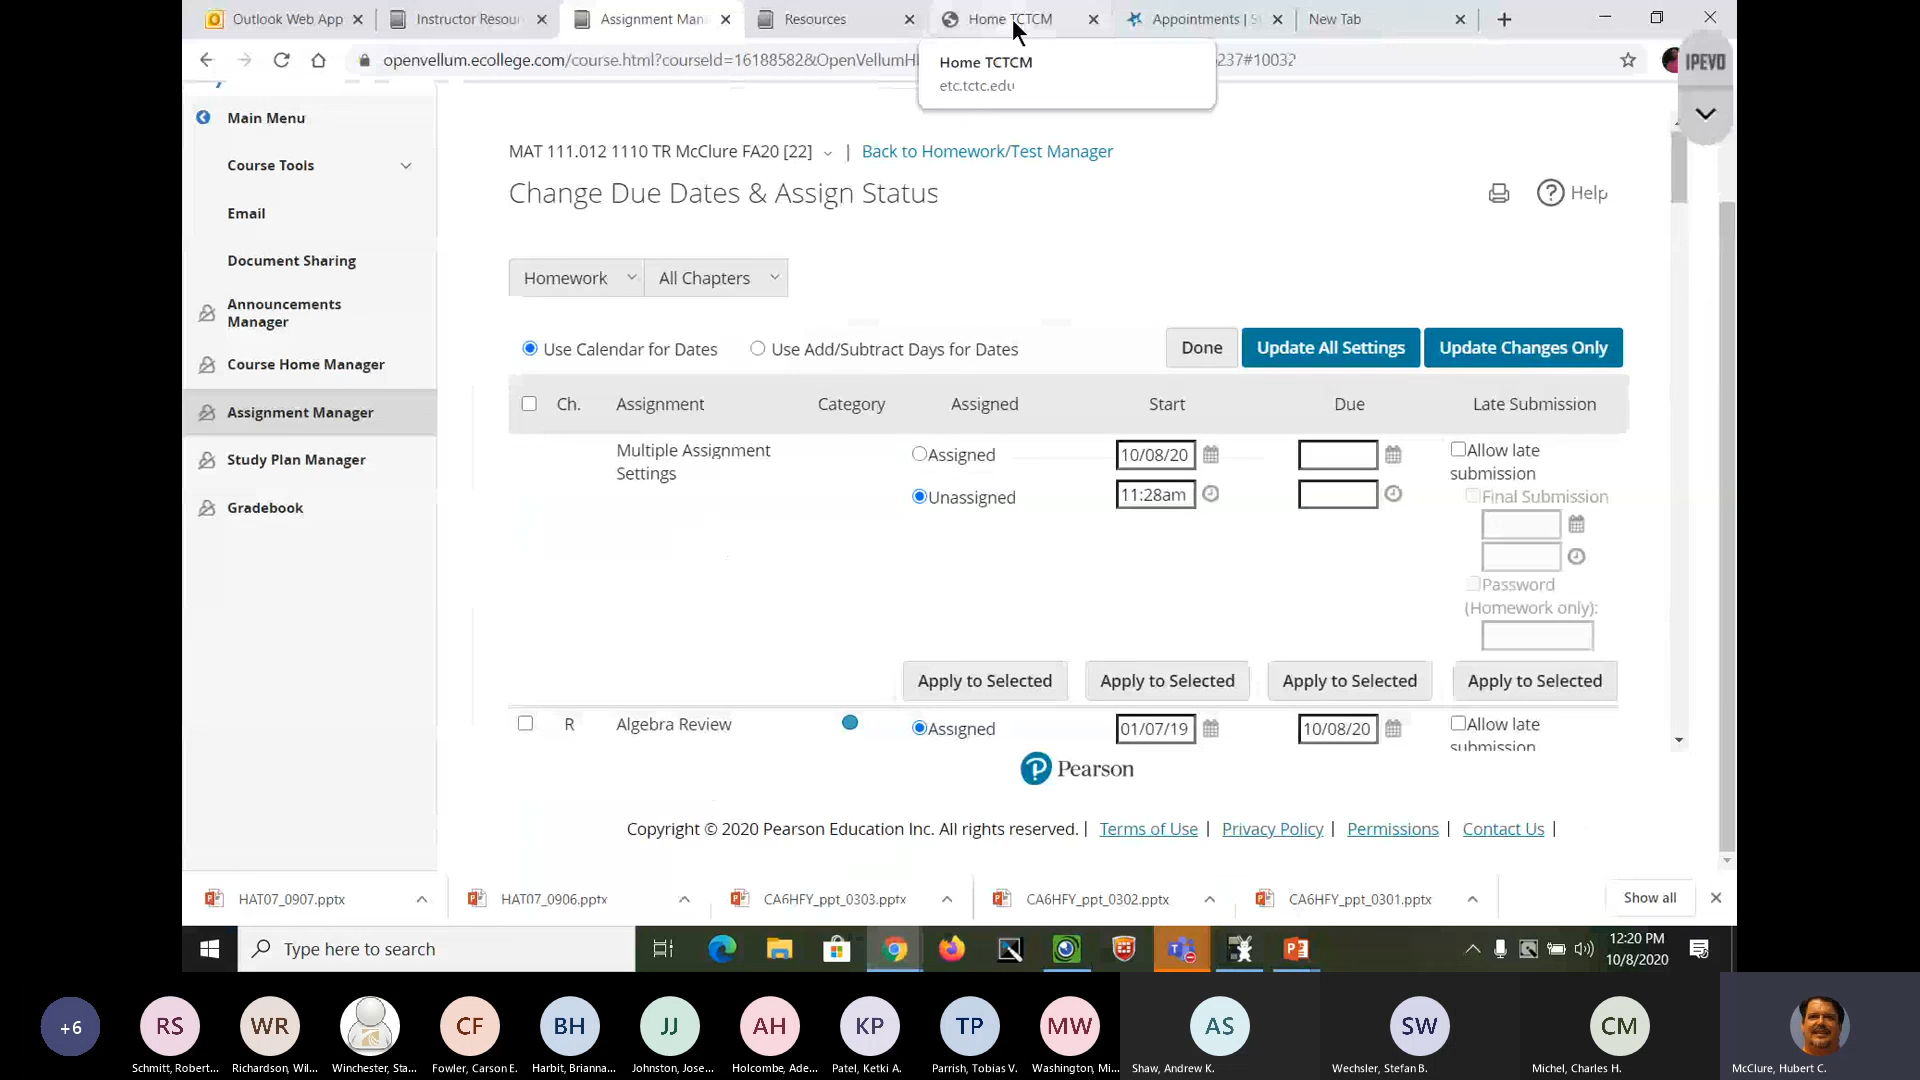 Outlook Web App
Instructor Resou
Assignment Man
Resources
Home TCTCM
Appointments | S
New Tab
openvellum.ecollege.com/course.html?courseId=16188582&OpenVellumH
237#10032
Home TCTCM
etc.tctc.edu
IPEVO
Main Menu
Course Tools
Email
Document Sharing
Announcements
Manager
Course Home Manager
Assignment Manager
Study Plan Manager
Gradebook
MAT 111.012 1110 TR McClure FA20 [22] | Back to Homework/Test Manager
Change Due Dates & Assign Status
Help
Homework All Chapters
Use Calendar for Dates Use Add/Subtract Days for Dates Done Update All Settings Update Changes Only
Ch. Assignment Category Assigned Start Due Late Submission
Multiple Assignment
Settings
Assigned 10/08/20
Unassigned 11:28am
Allow late
submission
Final Submission
Password
(Homework only):
Apply to Selected Apply to Selected Apply to Selected Apply to Selected
R Algebra Review Assigned 01/07/19 10/08/20 Allow late
submission
P Pearson
Copyright © 2020 Pearson Education Inc. All rights reserved. | Terms of Use | Privacy Policy | Permissions | Contact Us |
HAT07_0907.pptx HAT07_0906.pptx CA6HFY_ppt_0303.pptx CA6HFY_ppt_0302.pptx CA6HFY_ppt_0301.pptx Show all
Type here to search
12:20 PM
10/8/2020
+6 RS WR CF BH JJ AH KP TP MW AS SW CM
Schmitt, Robert... Richardson, Wil... Winchester, Sta... Fowler, Carson E. Harbit, Brianna... Johnston, Jose... Holcombe, Ade... Patel, Ketki A. Parrish, Tobias V. Washington, Mi... Shaw, Andrew K. Wechsler, Stefan B. Michel, Charles H. McClure, Hubert C.